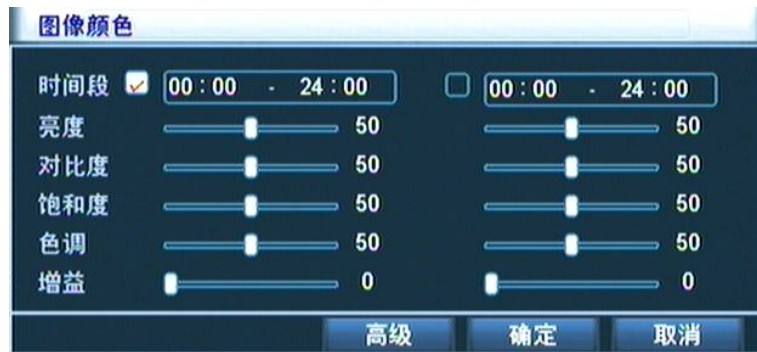 图像颜色
时间段 00:00 - 24:00 00:00 - 24:00
亮度 50 50
对比度 50 50
饱和度 50 50
色调 50 50
增益 0 0
高级 确定 取消